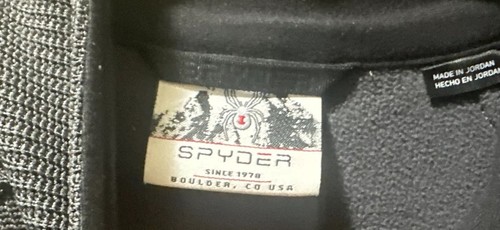 SPYDER
SINCE 1978
BOULDER, CO USA
MADE IN JORDAN
HECHO EN JORDAN